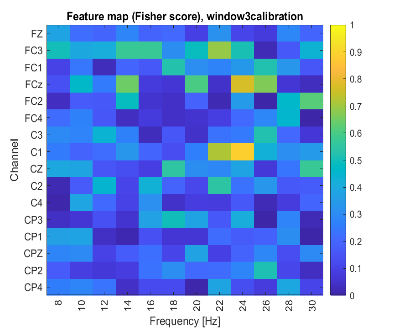 Feature map (Fisher score), window3calibration
FZ
FC3
FC1
FCz
FC2
FC4
C3
C1
CZ
C2
C4
CP3
CP1
CPZ
CP2
CP4
Channel
8 10 12 14 16 18 20 22 24 26 28 30
Frequency [Hz]
1
0.9
0.8
0.7
0.6
0.5
0.4
0.3
0.2
0.1
0